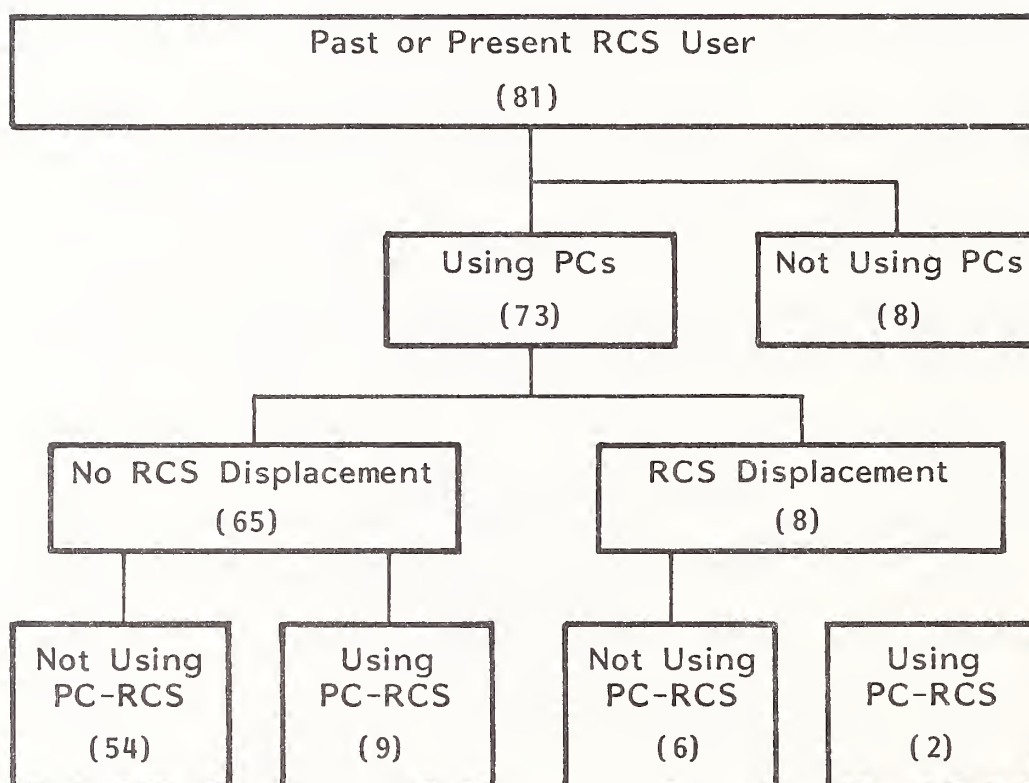 Past or Present RCS User
(81)
Using PCs
(73)
Not Using PCs
(8)
No RCS Displacement
(65)
RCS Displacement
(8)
Not Using
PC-RCS
(54)
Using
PC-RCS
(9)
Not Using
PC-RCS
(6)
Using
PC-RCS
(2)